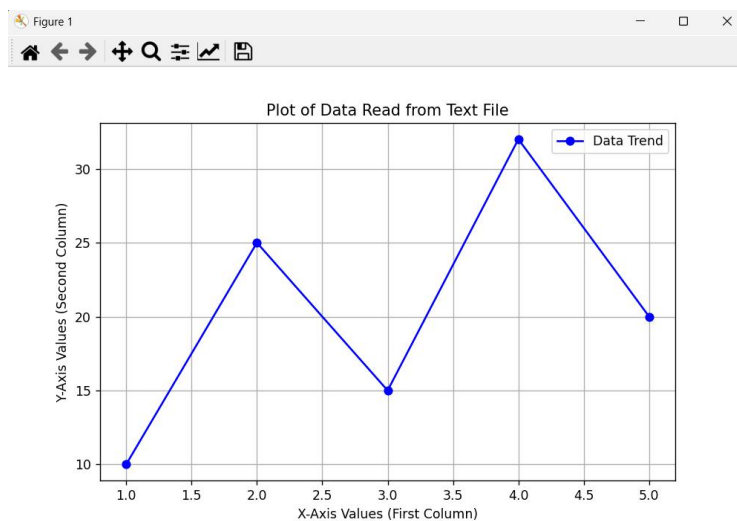 Figure 1
Plot of Data Read from Text File
Data Trend
Y-Axis Values (Second Column)
30
25
20
15
10
1.0 1.5 2.0 2.5 3.0 3.5 4.0 4.5 5.0
X-Axis Values (First Column)